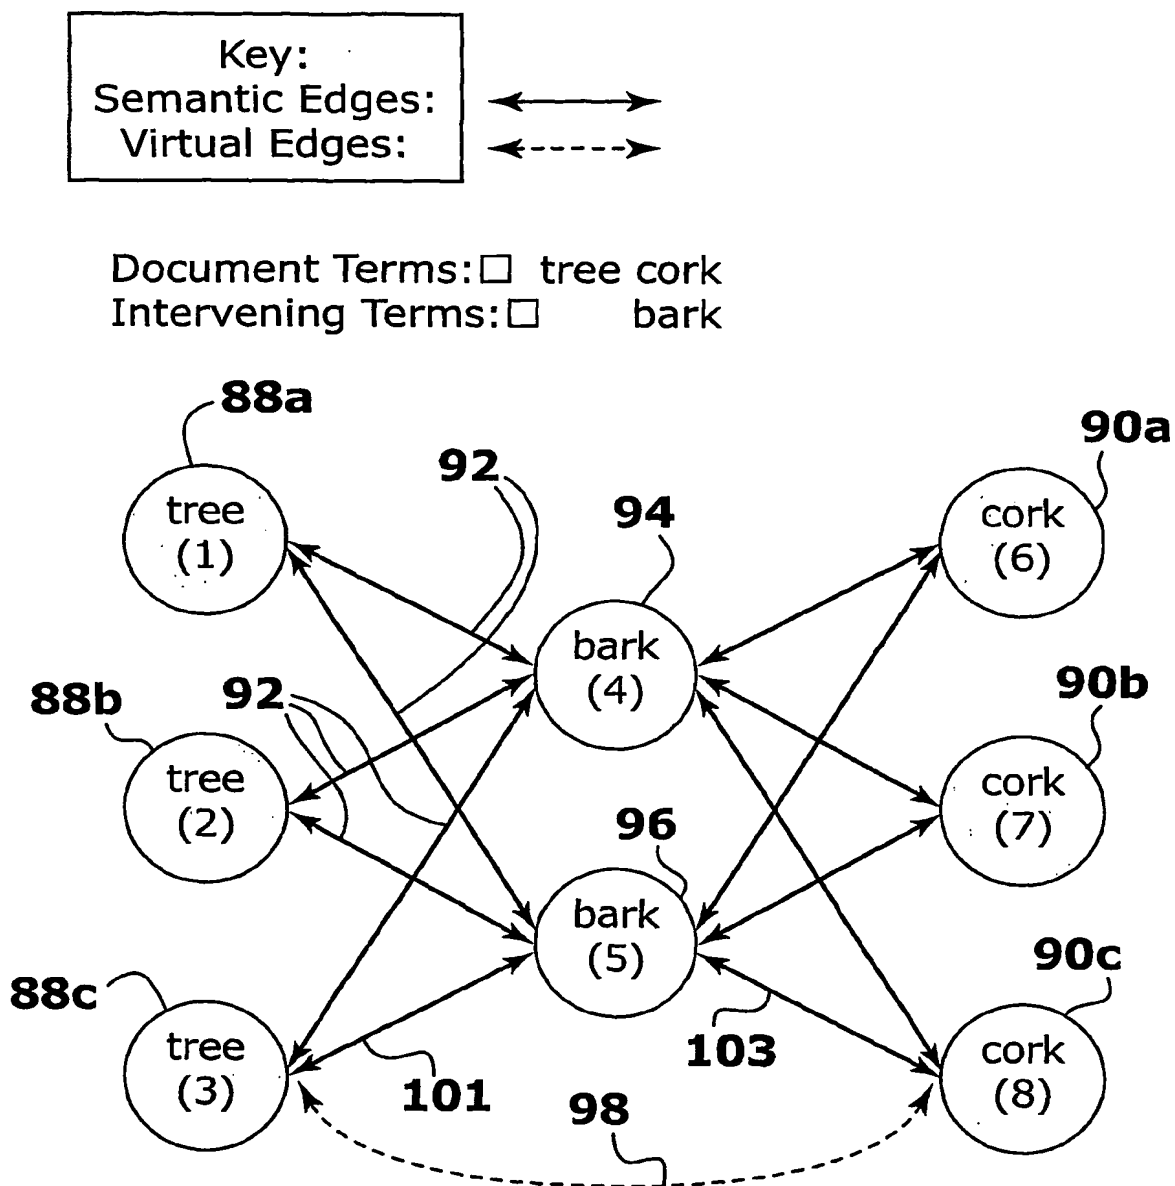 Key:
Semantic Edges:
Virtual Edges:
Document Terms:□ tree cork
Intervening Terms:□ bark
88a
90a
92
94
tree
(1)
cork
(6)
bark
(4)
88b
92
90b
tree
(2)
cork
(7)
96
bark
(5)
88c
90c
tree
(3)
103
cork
(8)
101
98